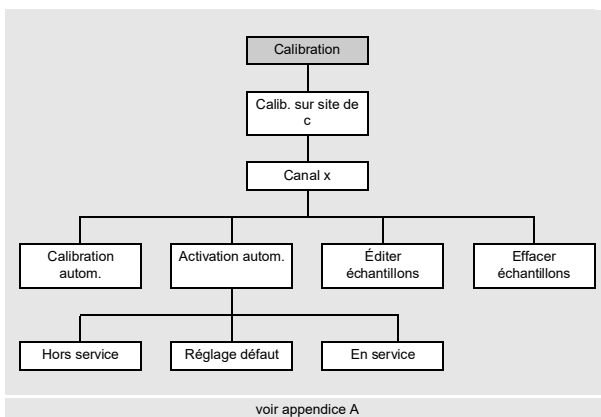 Calibration
Calib. sur site de
c
Canal x
Calibration
autom.
Activation autom.
Éditer
échantillons
Effacer
échantillons
Hors service
Réglage défaut
En service
voir appendice A